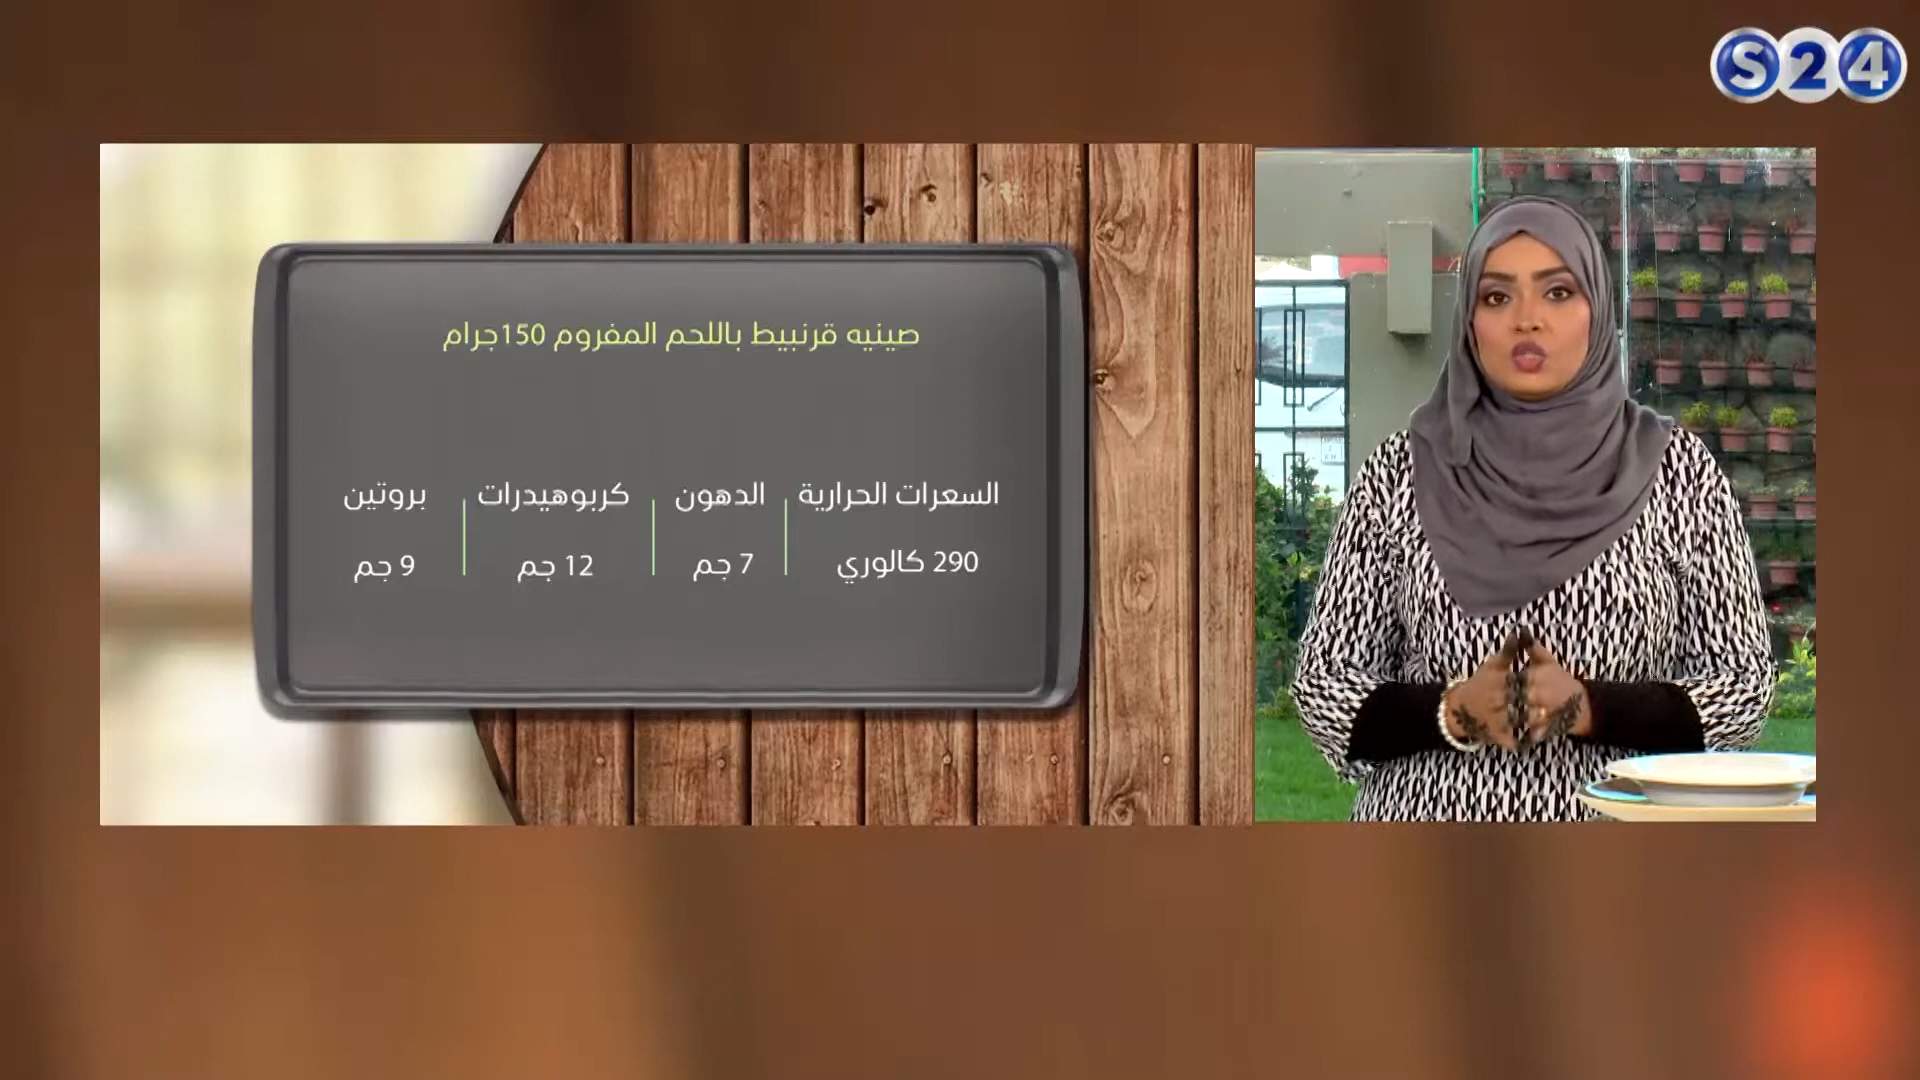 S24
صينيه قرنبيط باللحم المفروم 150جرام
السعرات الحرارية | الدهون | كربوهيدرات | بروتين
290 كالوري | 7 جم | 12 جم | 9 جم